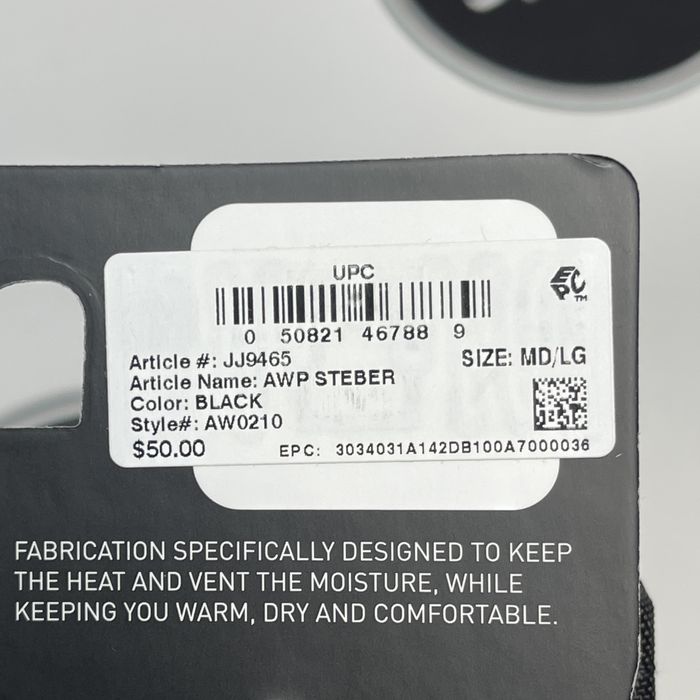 UPC
EPC
TM
0 50821 46788 9
Article #: JJ9465
SIZE: MD/LG
Article Name: AWP STEBER
Color: BLACK
Style#: AW0210
$50.00
EPC: 3034031A142DB100A7000036
FABRICATION SPECIFICALLY DESIGNED TO KEEP
THE HEAT AND VENT THE MOISTURE, WHILE
KEEPING YOU WARM, DRY AND COMFORTABLE.